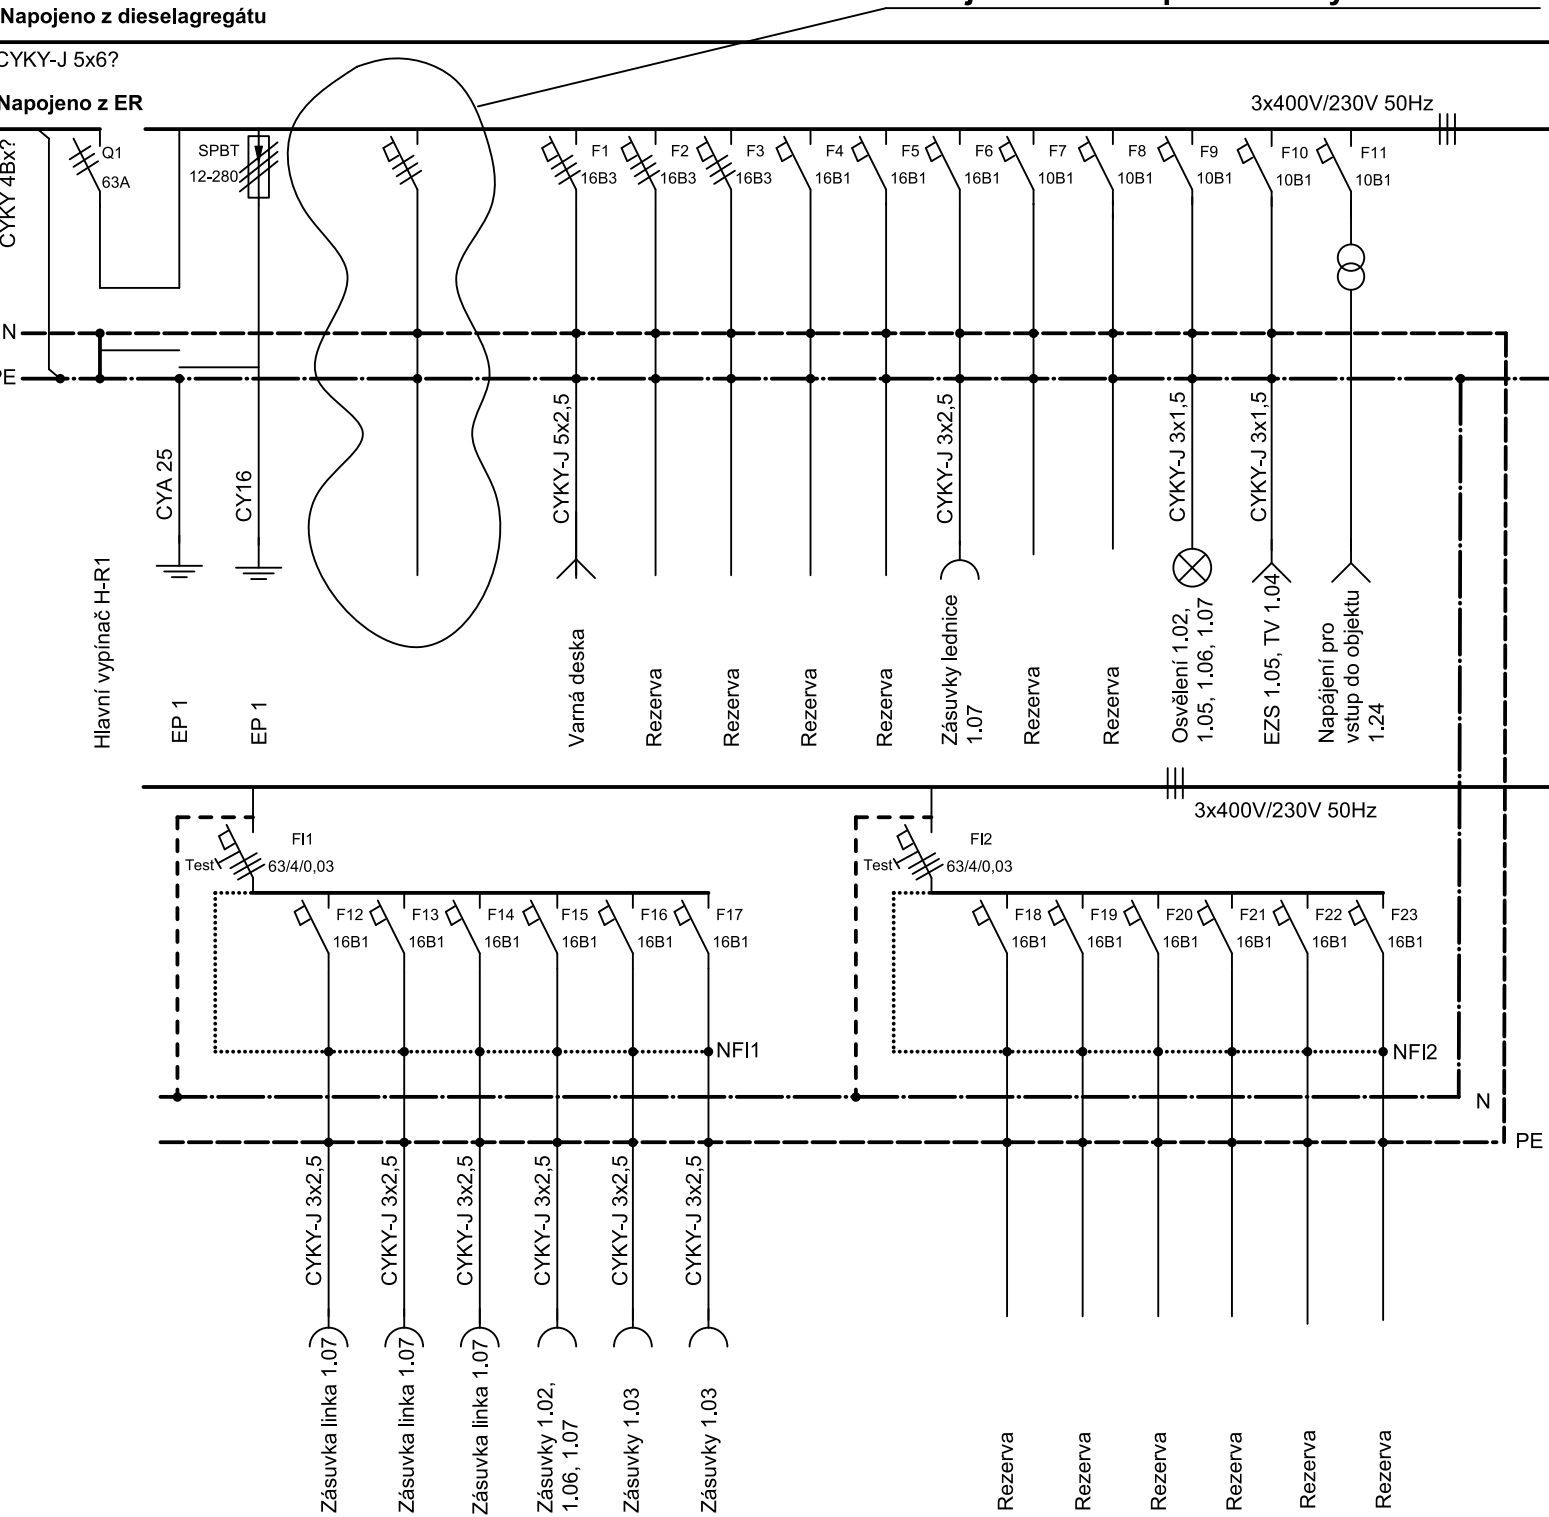 Napojeno z dieselagregátu
CYKY-J 5x6?
Napojeno z ER
3x400V/230V 50Hz
CYKY 4Bx?
Q1
63A
SPBT
12-280
F1
16B3
F2
16B3
F3
16B3
F4
16B1
F5
16B1
F6
16B1
F7
10B1
F8
10B1
F9
10B1
F10
10B1
F11
10B1
N
PE
CYA 25
CY16
CYKY-J 5x2,5
CYKY-J 3x2,5
CYKY-J 3x1,5
CYKY-J 3x1,5
Hlavní vypínač H-R1
EP 1
EP 1
Varná deska
Rezerva
Rezerva
Rezerva
Rezerva
Zásuvky lednice
1.07
Rezerva
Rezerva
Osvělení 1.02,
1.05, 1.06, 1.07
EZS 1.05, TV 1.04
Napájení pro
vstup do objektu
1.24
3x400V/230V 50Hz
FI1
Test
63/4/0,03
FI2
Test
63/4/0,03
F12
16B1
F13
16B1
F14
16B1
F15
16B1
F16
16B1
F17
16B1
F18
16B1
F19
16B1
F20
16B1
F21
16B1
F22
16B1
F23
16B1
NFI1
NFI2
N
PE
CYKY-J 3x2,5
CYKY-J 3x2,5
CYKY-J 3x2,5
CYKY-J 3x2,5
CYKY-J 3x2,5
CYKY-J 3x2,5
Zásuvka linka 1.07
Zásuvka linka 1.07
Zásuvka linka 1.07
Zásuvky 1.02,
1.06, 1.07
Zásuvky 1.03
Zásuvky 1.03
Rezerva
Rezerva
Rezerva
Rezerva
Rezerva
Rezerva